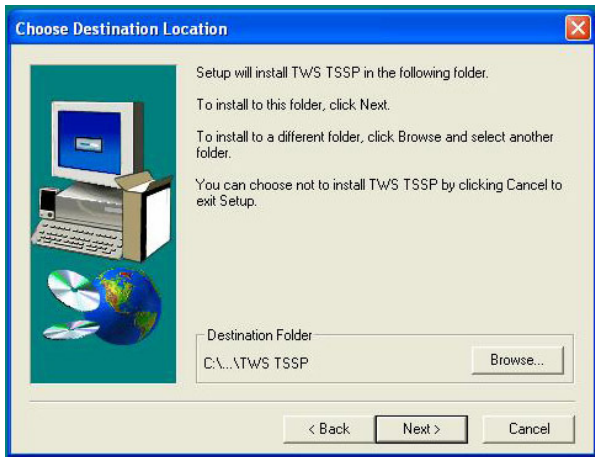 Choose Destination Location
Setup will install TWS TSSP in the following folder.
To install to this folder, click Next.
To install to a different folder, click Browse and select another
folder.
You can choose not to install TWS TSSP by clicking Cancel to
exit Setup.
Destination Folder
C:\...\TWS TSSP
Browse...
< Back
Next >
Cancel